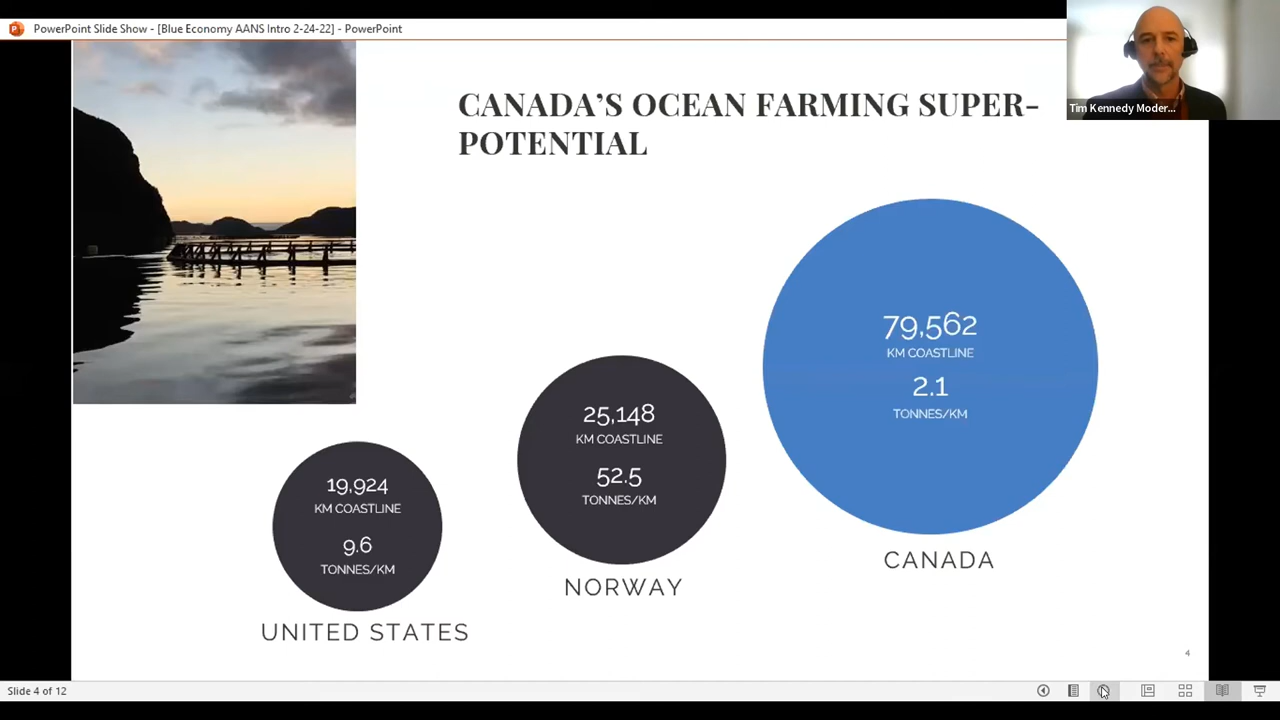 PowerPoint Slide Show - [Blue Economy AANS Intro 2-24-22] - PowerPoint
Tim Kennedy Moder...
CANADA'S OCEAN FARMING SUPER-
POTENTIAL
79,562
KM COASTLINE
2.1
TONNES/KM
CANADA
25,148
KM COASTLINE
52.5
TONNES/KM
NORWAY
19,924
KM COASTLINE
9.6
TONNES/KM
UNITED STATES
4
Slide 4 of 12